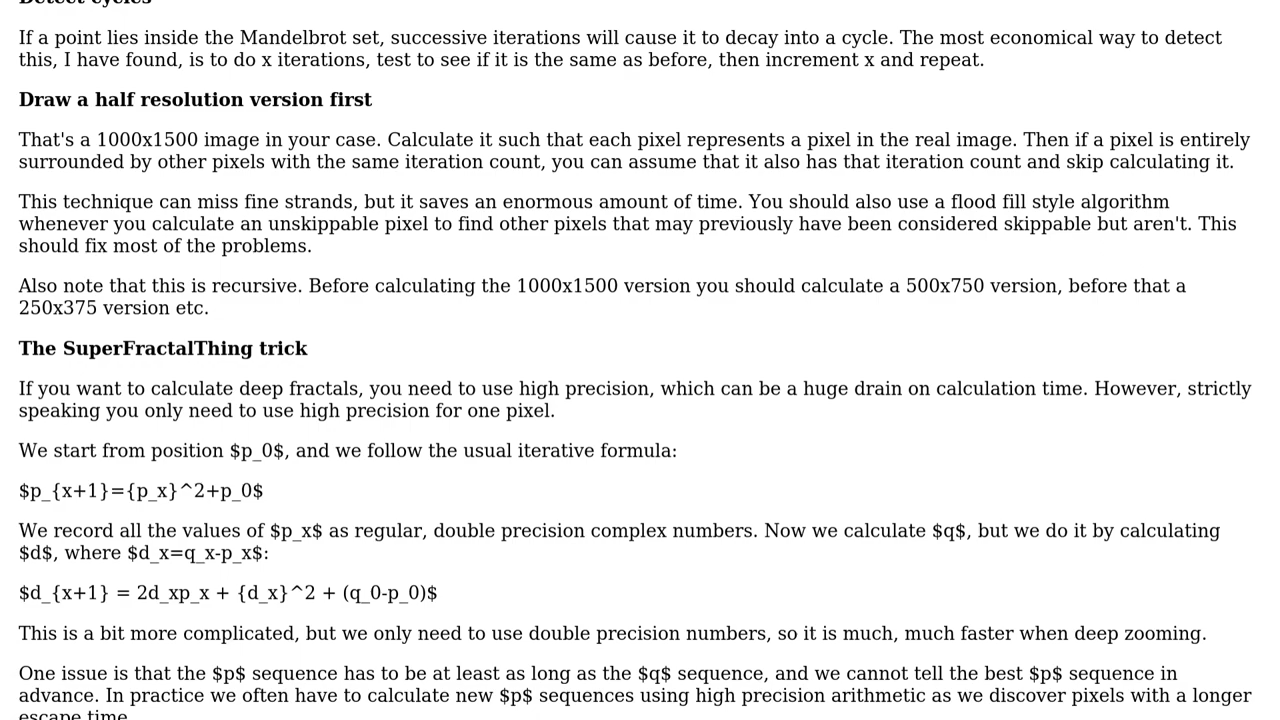 Detect cycles
If a point lies inside the Mandelbrot set, successive iterations will cause it to decay into a cycle. The most economical way to detect
this, I have found, is to do x iterations, test to see if it is the same as before, then increment x and repeat.
Draw a half resolution version first
That's a 1000x1500 image in your case. Calculate it such that each pixel represents a pixel in the real image. Then if a pixel is entirely
surrounded by other pixels with the same iteration count, you can assume that it also has that iteration count and skip calculating it.
This technique can miss fine strands, but it saves an enormous amount of time. You should also use a flood fill style algorithm
whenever you calculate an unskippable pixel to find other pixels that may previously have been considered skippable but aren't. This
should fix most of the problems.
Also note that this is recursive. Before calculating the 1000x1500 version you should calculate a 500x750 version, before that a
250x375 version etc.
The SuperFractalThing trick
If you want to calculate deep fractals, you need to use high precision, which can be a huge drain on calculation time. However, strictly
speaking you only need to use high precision for one pixel.
We start from position $p_0$, and we follow the usual iterative formula:
$p_{x+1}={p_x}^2+p_0$
We record all the values of $p_x$ as regular, double precision complex numbers. Now we calculate $q$, but we do it by calculating
$d$, where $d_x=q_x-p_x$:
$d_{x+1} = 2d_xp_x + {d_x}^2 + (q_0-p_0)$
This is a bit more complicated, but we only need to use double precision numbers, so it is much, much faster when deep zooming.
One issue is that the $p$ sequence has to be at least as long as the $q$ sequence, and we cannot tell the best $p$ sequence in
advance. In practice we often have to calculate new $p$ sequences using high precision arithmetic as we discover pixels with a longer
escape time.